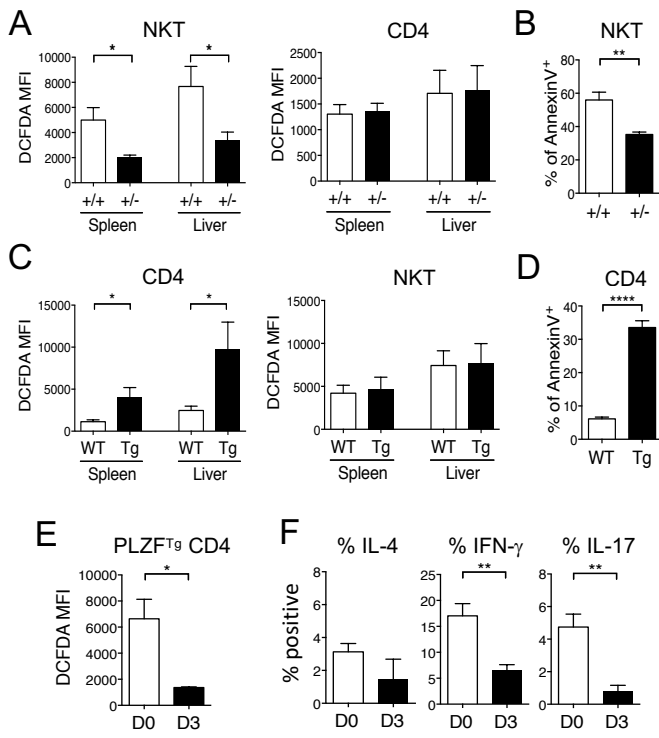 A
NKT
DCFDA MFI
10000
8000
6000
4000
2000
0
*
*
+/+ +/- +/+ +/-
Spleen Liver
CD4
DCFDA MFI
2500
2000
1500
1000
500
0
+/+ +/- +/+ +/-
Spleen Liver
B
NKT
% of AnnexinV+
80
60
40
20
0
**
+/+ +/-
C
CD4
DCFDA MFI
15000
10000
5000
0
*
*
WT Tg WT Tg
Spleen Liver
NKT
DCFDA MFI
15000
10000
5000
0
WT Tg WT Tg
Spleen Liver
D
CD4
% of AnnexinV+
40
30
20
10
0
****
WT Tg
E
PLZFTg CD4
DCFDA MFI
10000
8000
6000
4000
2000
0
*
D0 D3
F
% positive
% IL-4
8
6
4
2
0
D0 D3
% IFN-γ
25
20
15
10
5
0
**
D0 D3
% IL-17
8
6
4
2
0
**
D0 D3